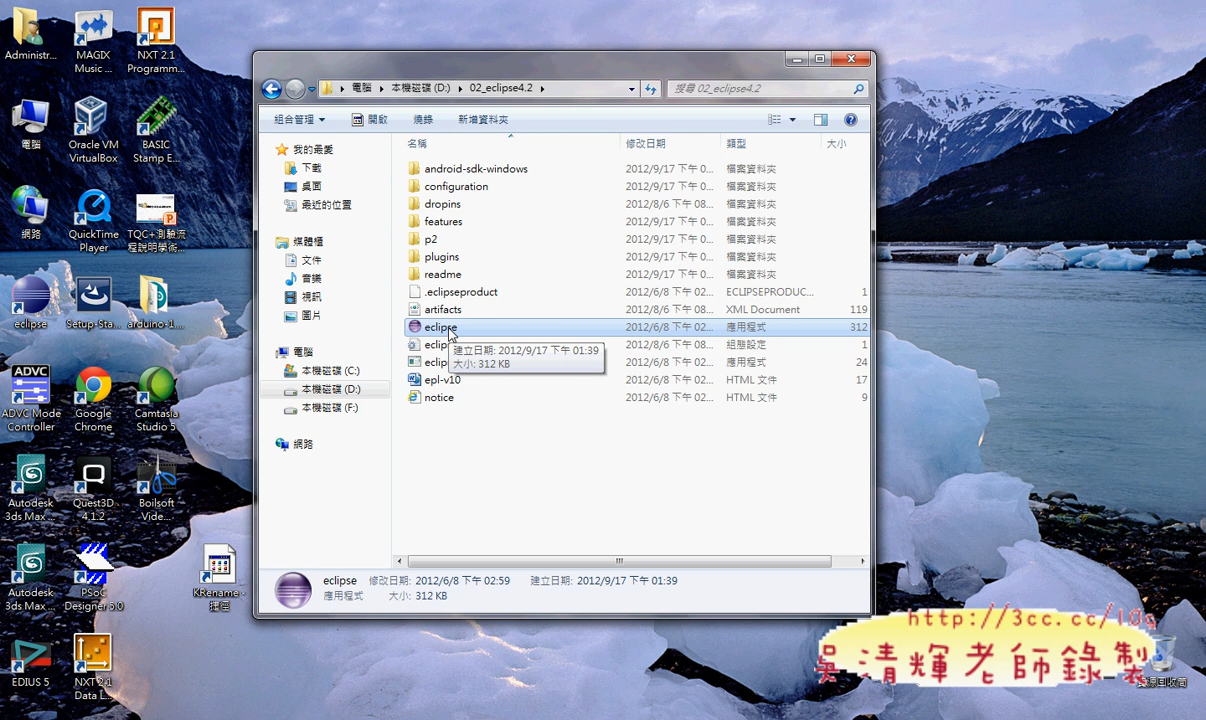 Administr...
MAGIX
Music ...
NXT 2.1
Programm...
電腦
Oracle VM
VirtualBox
BASIC
Stamp E...
網路
QuickTime
Player
TQC+測驗流
程說明學術...
eclipse
Setup-Sta...
arduino-1...
ADVC
ADVC Mode
Controller
Google
Chrome
Camtasia
Studio 5
Autodesk
3ds Max ...
Quest3D
4.1.2
Boilsoft
Vide...
Autodesk
3ds Max ...
PSoC
Designer 5.0
KRename -
捷徑
EDIUS 5
NXT 2.1
Data L...
電腦
本機磁碟 (D:)
02_eclipse4.2
搜尋 02_eclipse4.2
組合管理
開啟
燒錄
新增資料夾
我的最愛
下載
桌面
最近的位置
媒體櫃
文件
音樂
視訊
圖片
電腦
本機磁碟 (C:)
本機磁碟 (D:)
本機磁碟 (F:)
網路
名稱 修改日期 類型 大小
android-sdk-windows 2012/9/17 下午 0... 檔案資料夾
configuration 2012/9/17 下午 0... 檔案資料夾
dropins 2012/8/6 下午 08... 檔案資料夾
features 2012/9/17 下午 0... 檔案資料夾
p2 2012/9/17 下午 0... 檔案資料夾
plugins 2012/9/17 下午 0... 檔案資料夾
readme 2012/9/17 下午 0... 檔案資料夾
.eclipseproduct 2012/6/8 下午 02... ECLIPSEPRODUC... 1
artifacts 2012/8/6 下午 08... XML Document 119
eclipse 2012/6/8 下午 02... 應用程式 312
eclip 2012/8/6 下午 08... 組態設定 1
eclip 2012/6/8 下午 02... 應用程式 24
epl-v10 2012/6/8 下午 02... HTML 文件 17
notice 2012/6/8 下午 02... HTML 文件 9
建立日期: 2012/9/17 下午 01:39
大小: 312 KB
eclipse 修改日期: 2012/6/8 下午 02:59 建立日期: 2012/9/17 下午 01:39
應用程式 大小: 312 KB
http://3cc.cc/10q
吳清輝老師錄製
資源回收筒